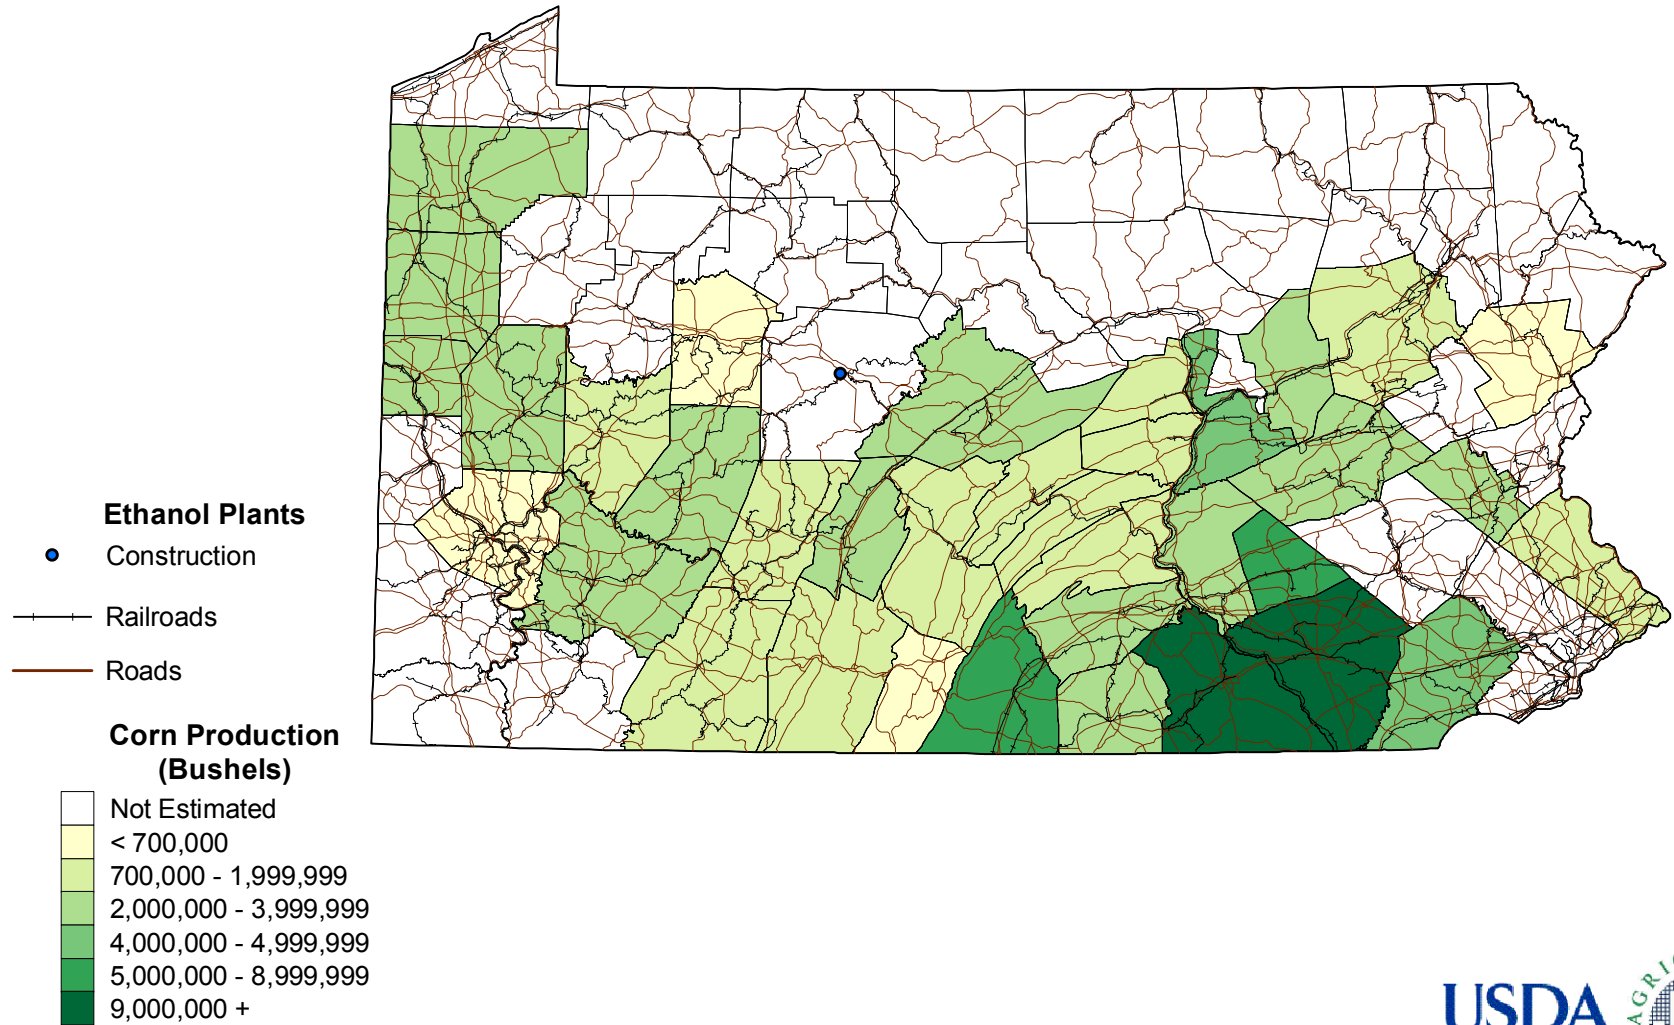 Ethanol Plants
Construction
Railroads
Roads
Corn Production
(Bushels)
Not Estimated
< 700,000
700,000 - 1,999,999
2,000,000 - 3,999,999
4,000,000 - 4,999,999
5,000,000 - 8,999,999
9,000,000 +
USDA
AGRIC